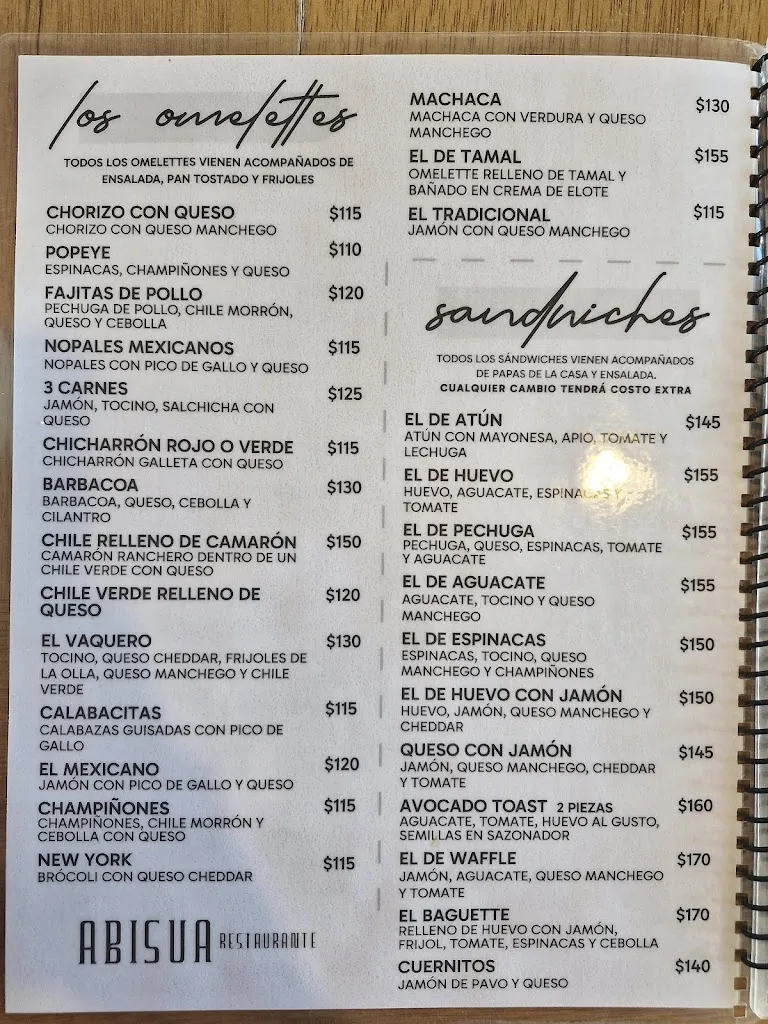 los omelettes
TODOS LOS OMELETTES VIENEN ACOMPAÑADOS DE
ENSALADA, PAN TOSTADO Y FRIJOLES
CHORIZO CON QUESO $115
CHORIZO CON QUESO MANCHEGO
POPEYE $110
ESPINACAS, CHAMPIÑONES Y QUESO
FAJITAS DE POLLO $120
PECHUGA DE POLLO, CHILE MORRÓN,
QUESO Y CEBOLLA
NOPALES MEXICANOS $115
NOPALES CON PICO DE GALLO Y QUESO
3 CARNES $125
JAMÓN, TOCINO, SALCHICHA CON
QUESO
CHICHARRÓN ROJO O VERDE $115
CHICHARRÓN GALLETA CON QUESO
BARBACOA $130
BARBACOA, QUESO, CEBOLLA Y
CILANTRO
CHILE RELLENO DE CAMARÓN $150
CAMARÓN RANCHERO DENTRO DE UN
CHILE VERDE CON QUESO
CHILE VERDE RELLENO DE $120
QUESO
EL VAQUERO $130
TOCINO, QUESO CHEDDAR, FRIJOLES DE
LA OLLA, QUESO MANCHEGO Y CHILE
VERDE
CALABACITAS $115
CALABAZAS GUISADAS CON PICO DE
GALLO
EL MEXICANO $120
JAMÓN CON PICO DE GALLO Y QUESO
CHAMPIÑONES $115
CHAMPIÑONES, CHILE MORRÓN Y
CEBOLLA CON QUESO
NEW YORK $115
BRÓCOLI CON QUESO CHEDDAR
ABISUA RESTAURANTE
MACHACA $130
MACHACA CON VERDURA Y QUESO
MANCHEGO
EL DE TAMAL $155
OMELETTE RELLENO DE TAMAL Y
BAÑADO EN CREMA DE ELOTE
EL TRADICIONAL $115
JAMÓN CON QUESO MANCHEGO
sandwiches
TODOS LOS SÁNDWICHES VIENEN ACOMPAÑADOS
DE PAPAS DE LA CASA Y ENSALADA.
CUALQUIER CAMBIO TENDRÁ COSTO EXTRA
EL DE ATÚN $145
ATÚN CON MAYONESA, APIO, TOMATE Y
LECHUGA
EL DE HUEVO $155
HUEVO, AGUACATE, ESPINACAS Y
TOMATE
EL DE PECHUGA $155
PECHUGA, QUESO, ESPINACAS, TOMATE
Y AGUACATE
EL DE AGUACATE $155
AGUACATE, TOCINO Y QUESO
MANCHEGO
EL DE ESPINACAS $150
ESPINACAS, TOCINO, QUESO
MANCHEGO Y CHAMPIÑONES
EL DE HUEVO CON JAMÓN $150
HUEVO, JAMÓN, QUESO MANCHEGO Y
CHEDDAR
QUESO CON JAMÓN $145
JAMÓN, QUESO MANCHEGO, CHEDDAR
Y TOMATE
AVOCADO TOAST 2 PIEZAS $160
AGUACATE, TOMATE, HUEVO AL GUSTO,
SEMILLAS EN SAZONADOR
EL DE WAFFLE $170
JAMÓN, AGUACATE, QUESO MANCHEGO
Y TOMATE
EL BAGUETTE $170
RELLENO DE HUEVO CON JAMÓN,
FRIJOL, TOMATE, ESPINACAS Y CEBOLLA
CUERNITOS $140
JAMÓN DE PAVO Y QUESO